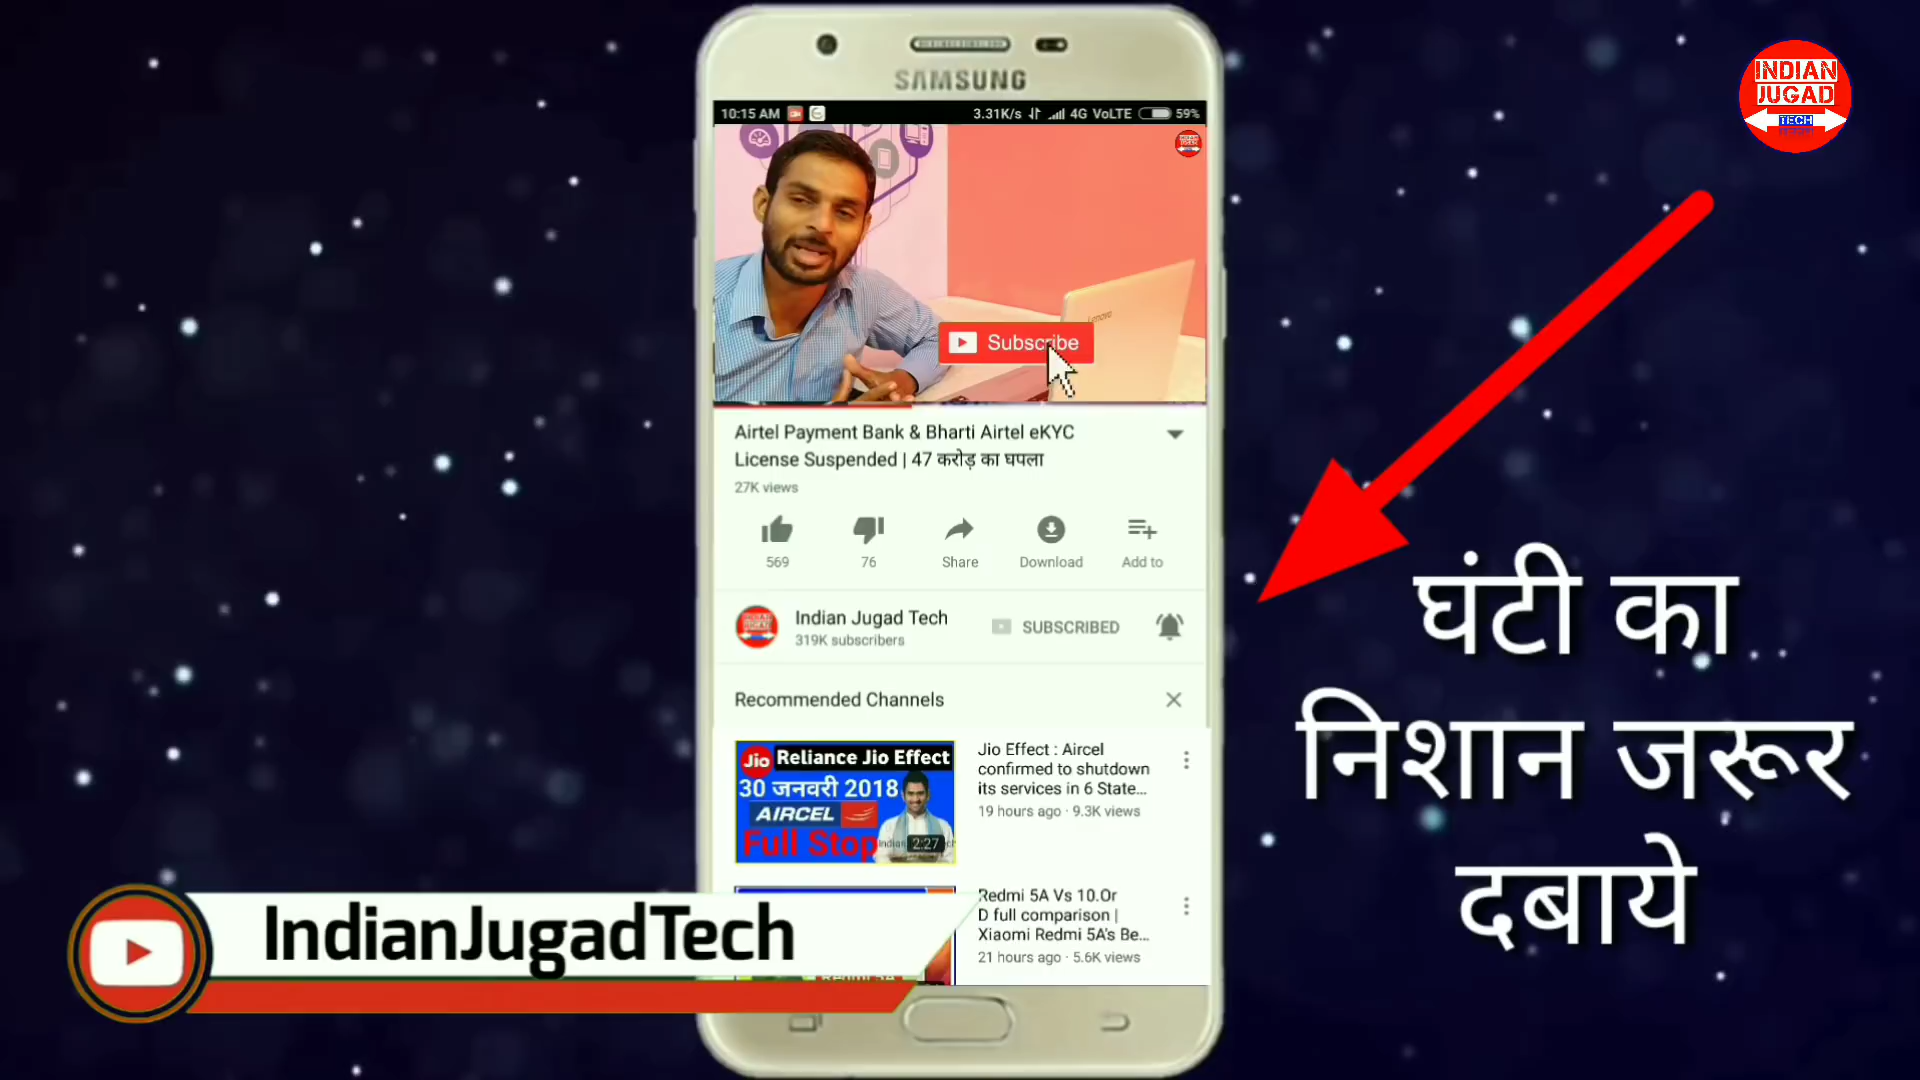 SAMSUNG
10:15 AM
3.31K/s 4G VoLTE 59%
INDIAN
JUGAD
TECH
Lenovo
Subscribe
Airtel Payment Bank & Bharti Airtel eKYC
License Suspended | 47 करोड़ का घपला
27K views
569 76 Share Download Add to
Indian Jugad Tech
319K subscribers
SUBSCRIBED
Recommended Channels
Jio Reliance Jio Effect
30 जनवरी 2018
AIRCEL
Full Stop
2:27
Jio Effect : Aircel
confirmed to shutdown
its services in 6 State...
19 hours ago · 9.3K views
Redmi 5A Vs 10.Or
D full comparison |
Xiaomi Redmi 5A's Be...
21 hours ago · 5.6K views
IndianJugadTech
घंटी का
निशान जरूर
दबाये